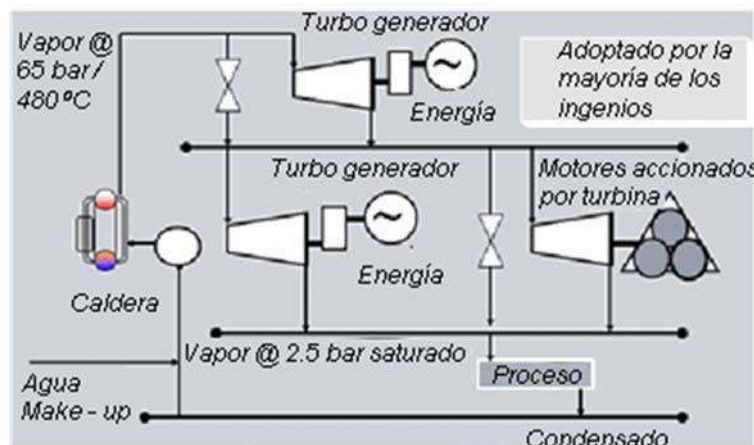 Turbo generador
Vapor @
65 bar /
480 ºC
Energía
Adoptado por la
mayoría de los
ingenios
Turbo generador
Motores accionados
por turbina
Energía
Caldera
Vapor @ 2.5 bar saturado
Proceso
Agua
Make - up
Condensado